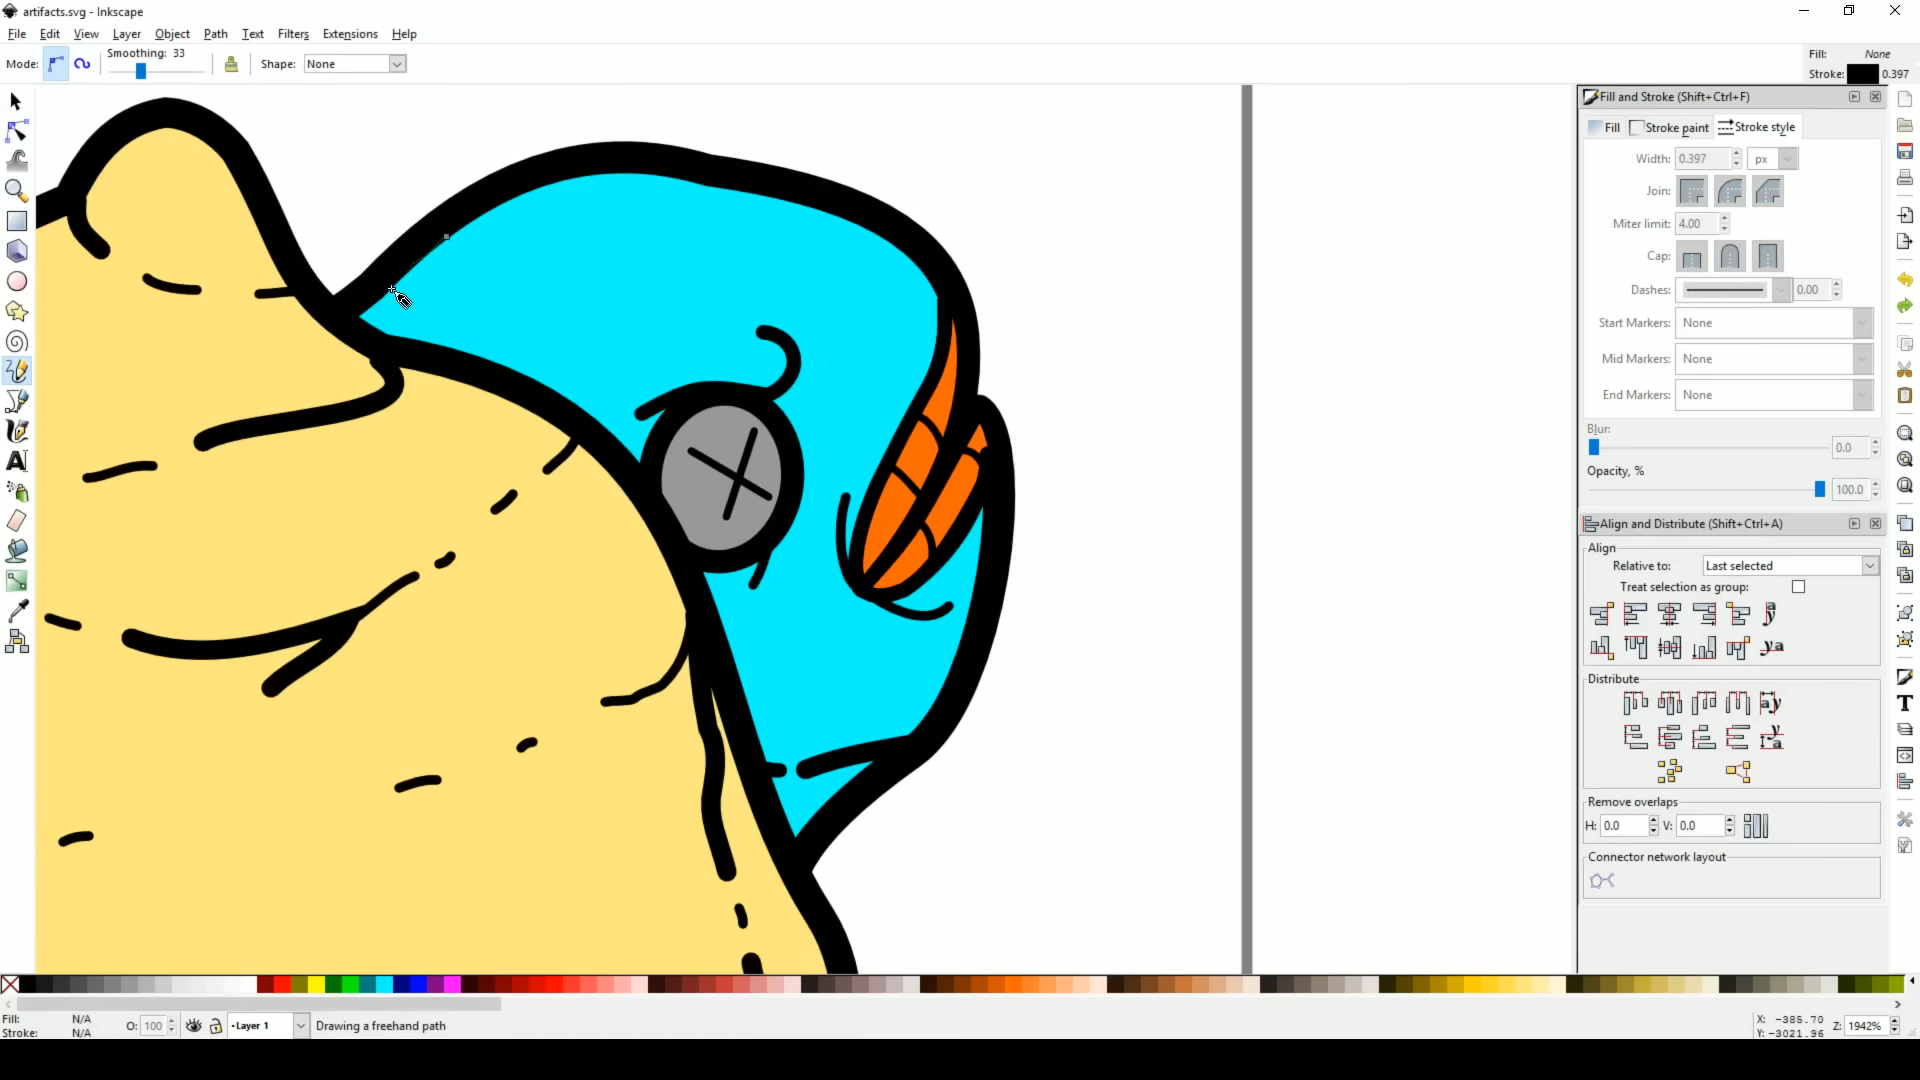 artifacts.svg - Inkscape
File Edit View Layer Object Path Text Filters Extensions Help
Mode: Smoothing: 33 Shape: None
Fill: None
Stroke: 0.397
Fill and Stroke (Shift+Ctrl+F)
Fill Stroke paint Stroke style
Width: 0.397 px
Join:
Miter limit: 4.00
Cap:
Dashes: 0.00
Start Markers: None
Mid Markers: None
End Markers: None
Blur:
0.0
Opacity, %
100.0
Align and Distribute (Shift+Ctrl+A)
Align
Relative to: Last selected
Treat selection as group:
Distribute
Remove overlaps
H: 0.0 V: 0.0
Connector network layout
Fill: N/A
Stroke: N/A
O: 100
•Layer 1
Drawing a freehand path
X: -385.70
Y: -3021.96
Z: 1942%